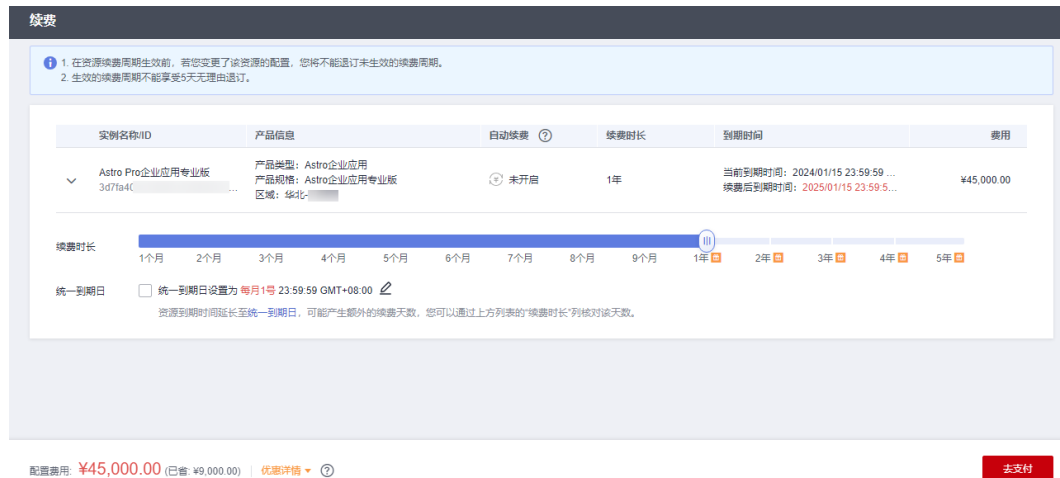 续费
1. 在资源续费周期生效前，若您变更了该资源的配置，您将不能退订未生效的续费周期。
2. 生效的续费周期不能享受5天无理由退订。
实例名称/ID 产品信息 自动续费 续费时长 到期时间 费用
Astro Pro企业应用专业版
3d7fa4
...
产品类型：Astro企业应用
产品规格：Astro企业应用专业版
区域：华北-
未开启
1年
当前到期时间：2024/01/15 23:59:59 ...
续费后到期时间：2025/01/15 23:59:5...
¥45,000.00
续费时长
1个月 2个月 3个月 4个月 5个月 6个月 7个月 8个月 9个月 1年 2年 3年 4年 5年
统一到期日 统一到期日设置为 每月1号 23:59:59 GMT+08:00
资源到期时间延长至统一到期日，可能产生额外的续费天数，您可以通过上方列表的“续费时长”列核对该天数。
配置费用: ¥45,000.00 (已省: ¥9,000.00) 优惠详情
去支付